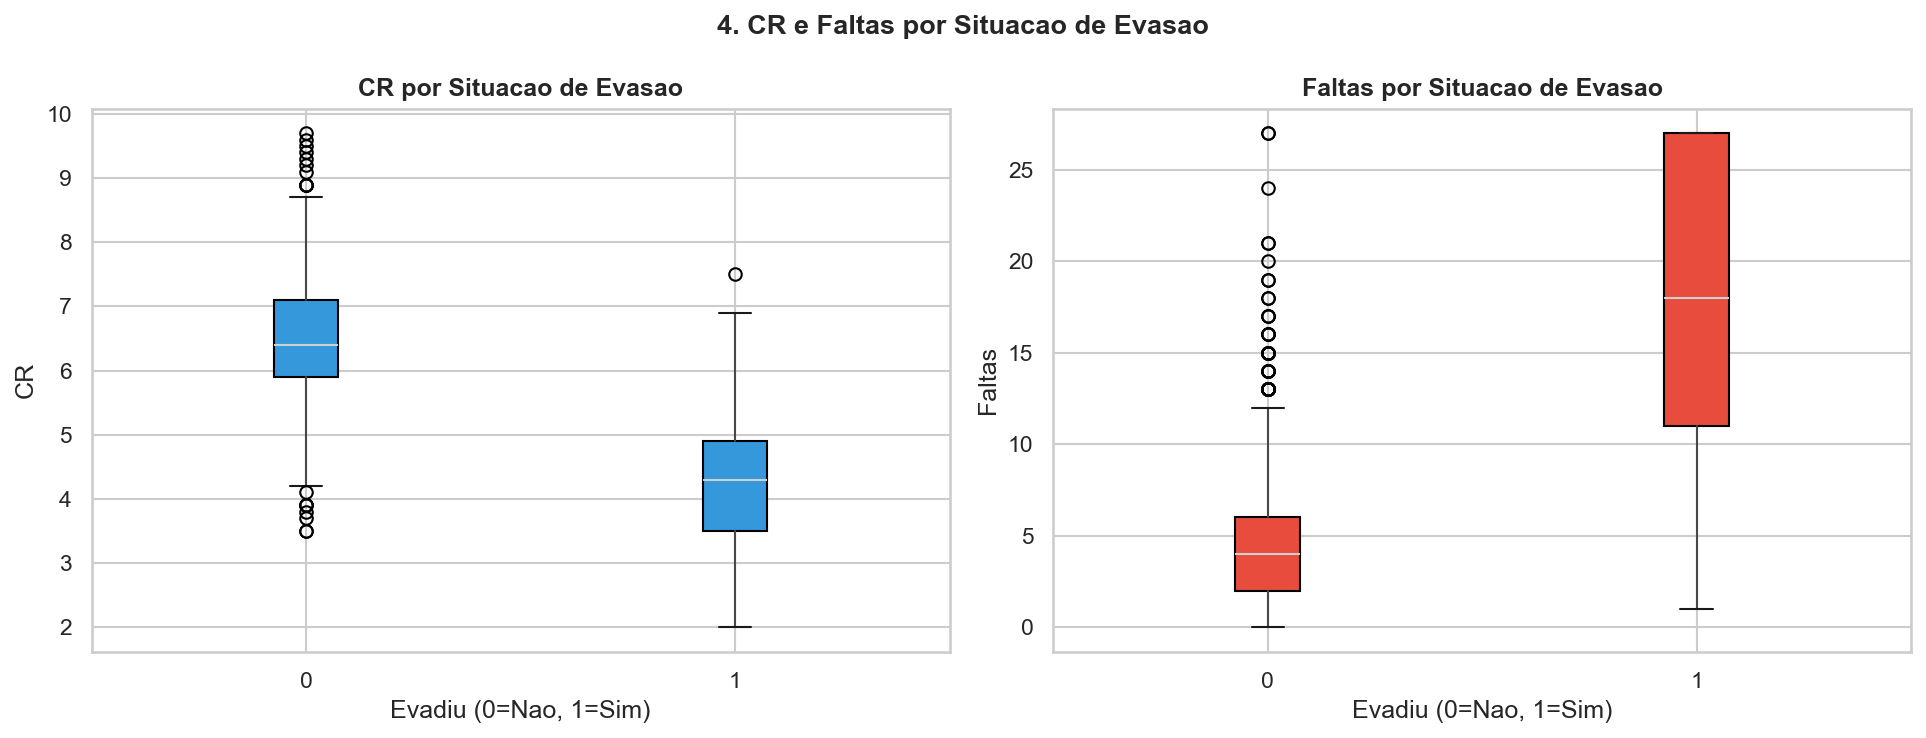 4. CR e Faltas por Situacao de Evasao
CR por Situacao de Evasao
10
9
8
7
6
5
4
3
2
CR
0
1
Evadiu (0=Nao, 1=Sim)
Faltas por Situacao de Evasao
25
20
15
10
5
0
Faltas
0
1
Evadiu (0=Nao, 1=Sim)